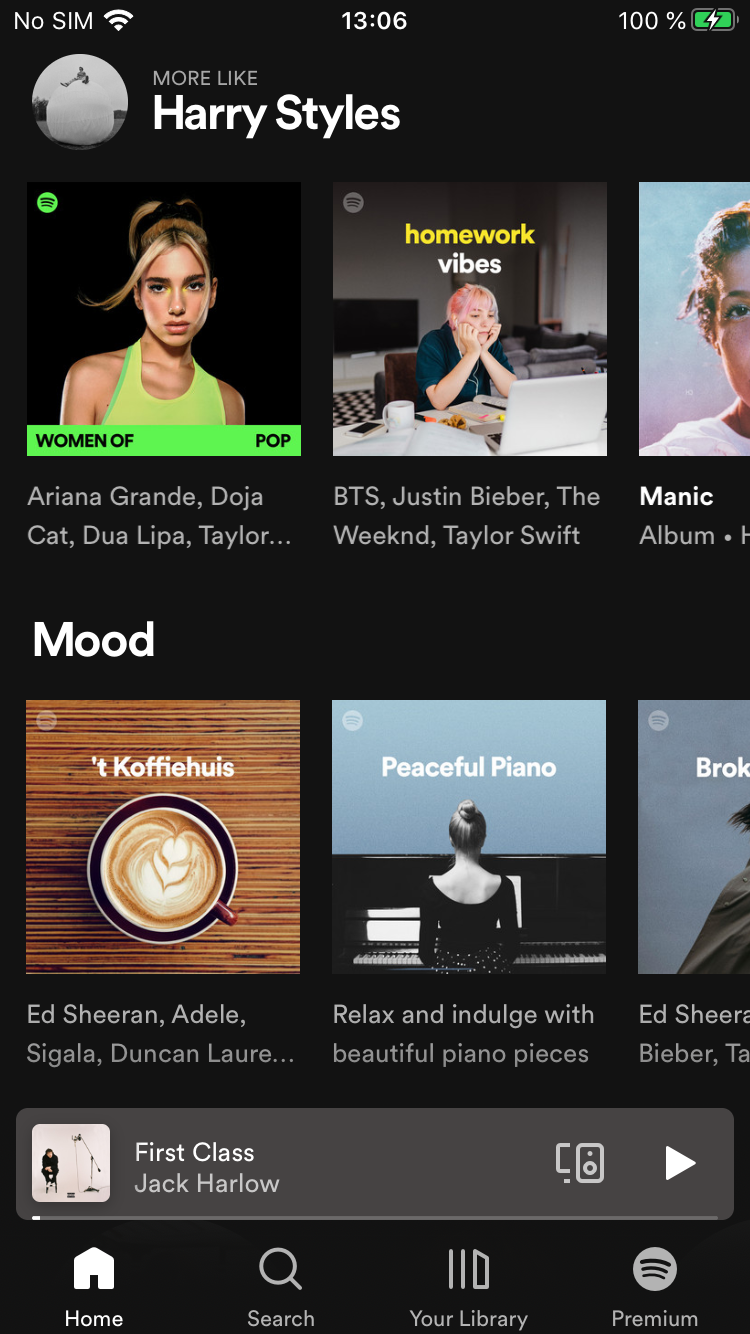 No SIM 13:06 100 %
MORE LIKE
Harry Styles
homework
vibes
WOMEN OF POP
Ariana Grande, Doja
Cat, Dua Lipa, Taylor...
BTS, Justin Bieber, The
Weeknd, Taylor Swift
Manic
Album • H
Mood
't Koffiehuis
Peaceful Piano
Brok
Ed Sheeran, Adele,
Sigala, Duncan Laure...
Relax and indulge with
beautiful piano pieces
Ed Sheera
Bieber, Ta
First Class
Jack Harlow
Home
Search
Your Library
Premium